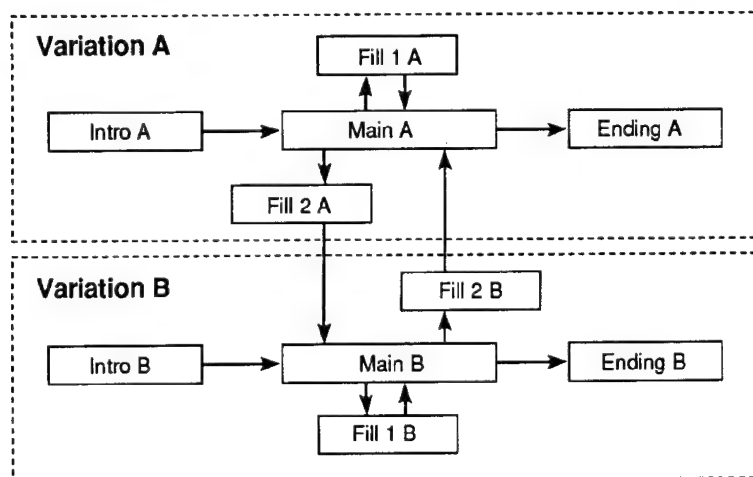 Variation A
Fill 1 A
Intro A
Main A
Ending A
Fill 2 A
Variation B
Fill 2 B
Intro B
Main B
Ending B
Fill 1 B